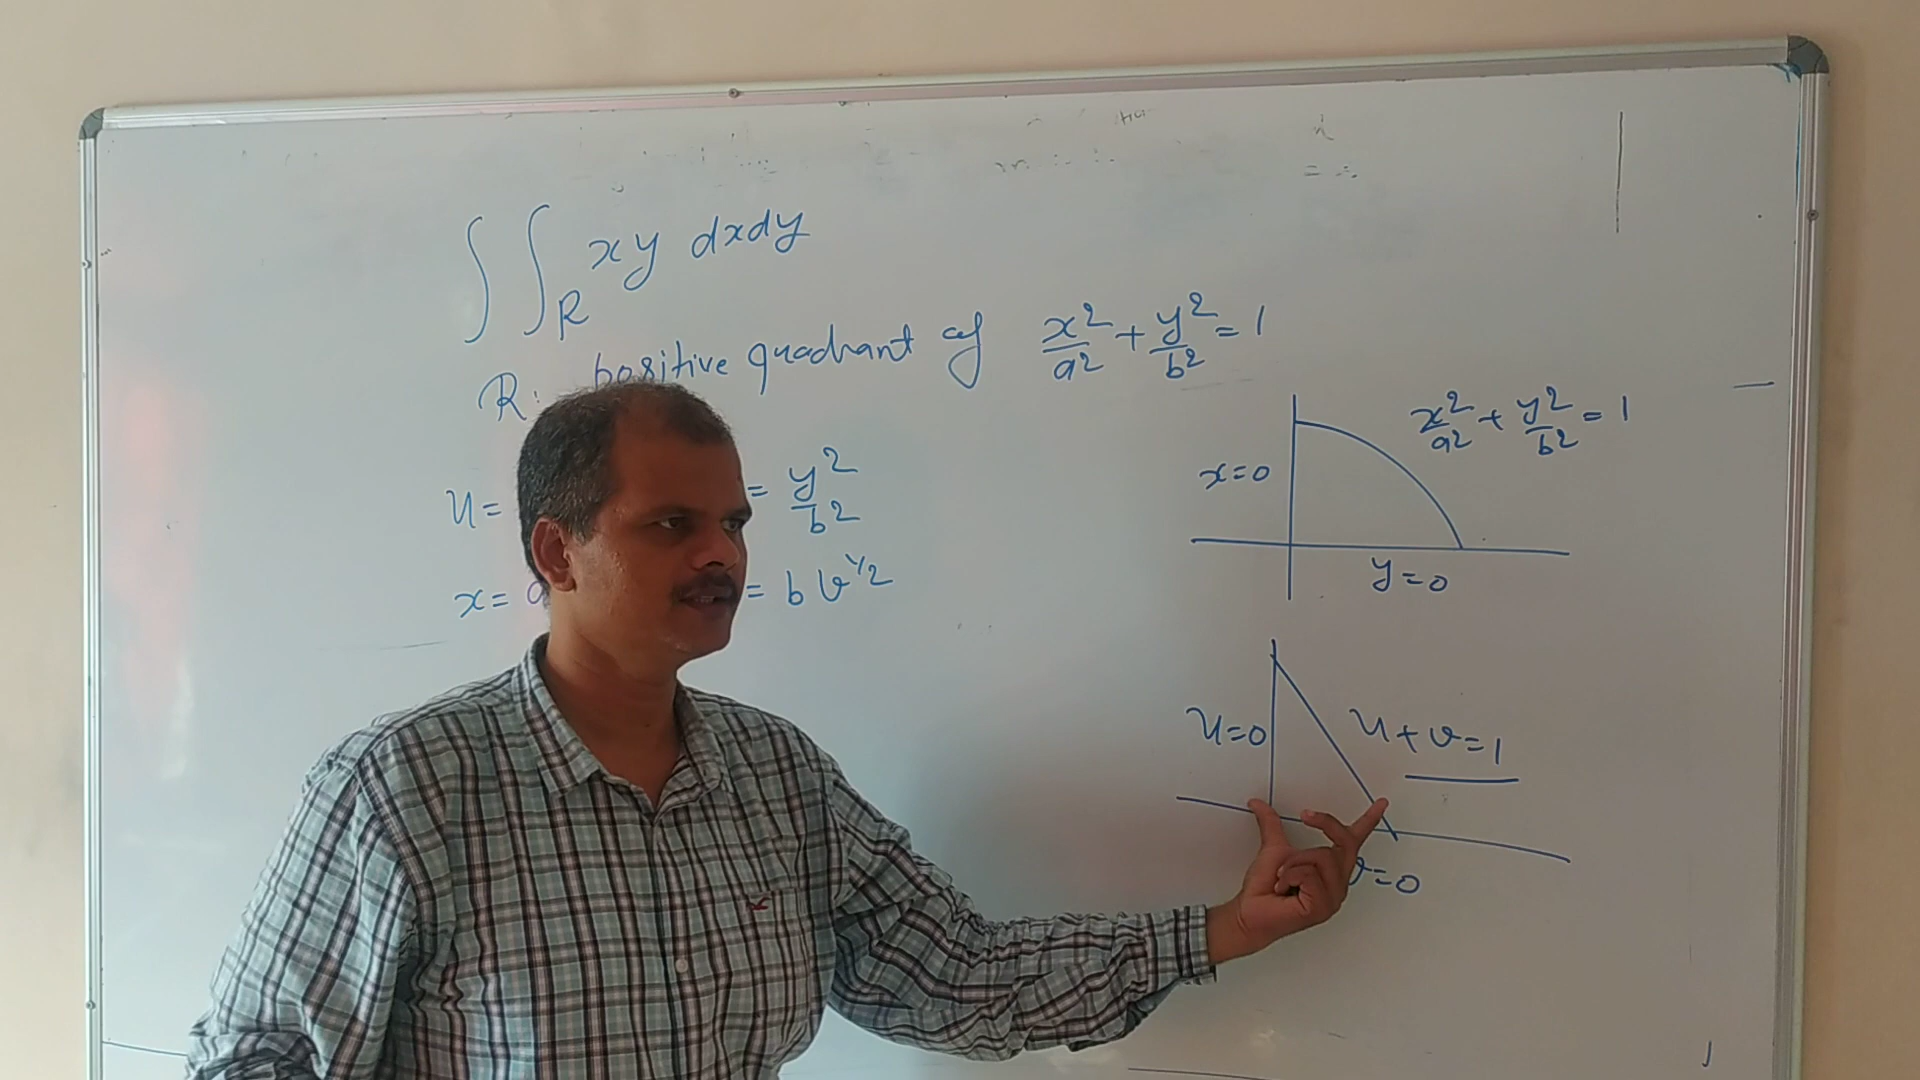 ∫∫_R xy dxdy
R: positive quadrant of x²/a² + y²/b² = 1
u= = y²/b²
x= a = b v^1/2
x²/a² + y²/b² = 1
x=0
y=0
u=0
u+v=1
v=0